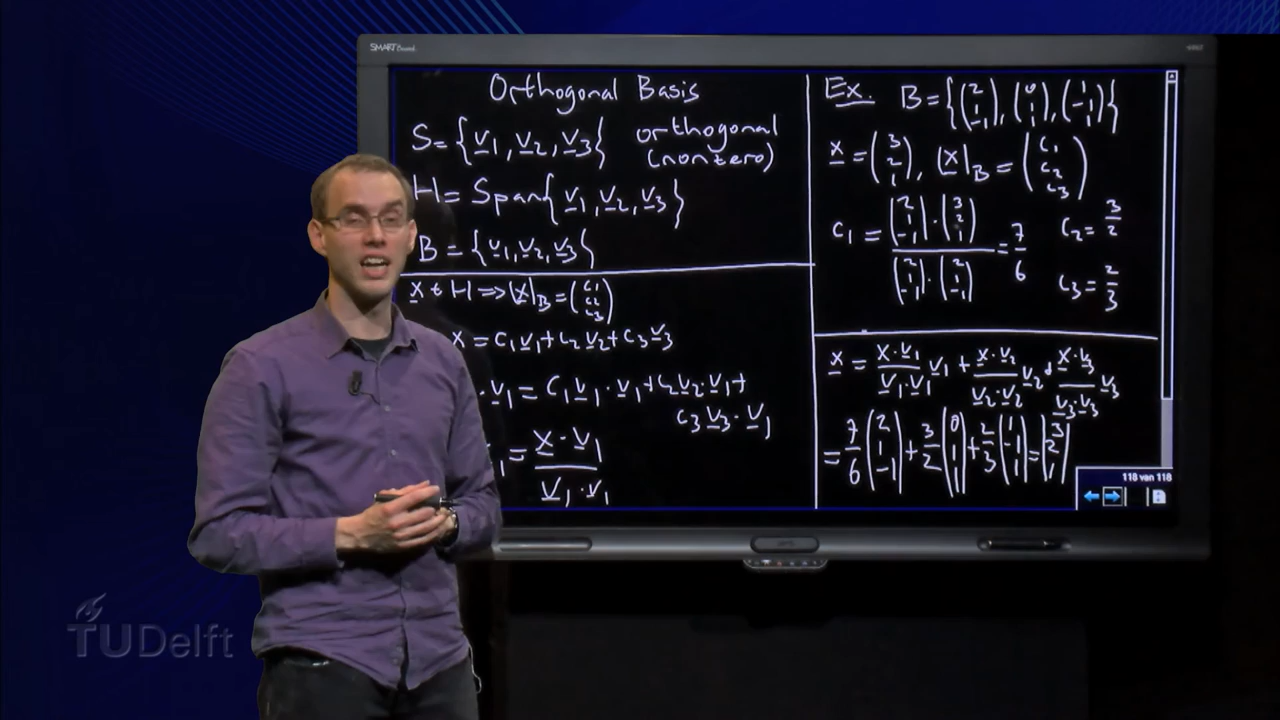 SMART Board
Orthogonal Basis
S = {v1, v2, v3} orthogonal
(nonzero)
H = Span{v1, v2, v3}
B = {v1, v2, v3}
x ∈ H ⇒ [x]B = (c1 c2 c3)
x = c1v1 + c2v2 + c3v3
· v1 = c1v1 · v1 + c2v2 · v1 +
c3v3 · v1
1 = x · v1 / v1 · v1
Ex. B = {(2 1 -1), (0 1 1), (1 -1 1)}
x = (3 2 1), [x]B = (c1 c2 c3)
c1 = (2 1 -1) · (3 2 1) / (2 1 -1) · (2 1 -1) = 7/6
c2 = 3/2
c3 = 2/3
x = x · v1 / v1 · v1 v1 + x · v2 / v2 · v2 v2 + x · v3 / v3 · v3 v3
= 7/6 (2 1 -1) + 3/2 (0 1 1) + 2/3 (1 -1 1) = (3 2 1)
118 van 118
TUDelft